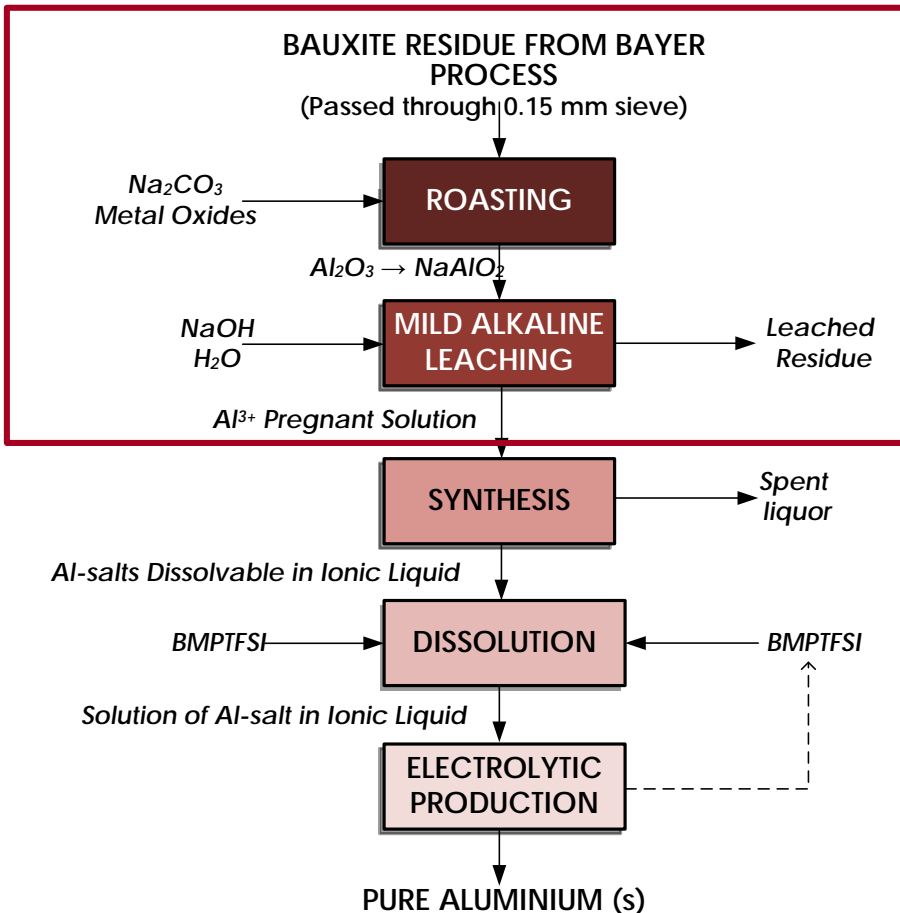 BAUXITE RESIDUE FROM BAYER
PROCESS
(Passed through 0.15 mm sieve)
Na₂CO₃
Metal Oxides
ROASTING
Al₂O₃ → NaAlO₂
NaOH
H₂O
MILD ALKALINE
LEACHING
Leached
Residue
Al³⁺ Pregnant Solution
SYNTHESIS
Spent
liquor
Al-salts Dissolvable in Ionic Liquid
BMPTFSI
DISSOLUTION
BMPTFSI
Solution of Al-salt in Ionic Liquid
ELECTROLYTIC
PRODUCTION
PURE ALUMINIUM (s)